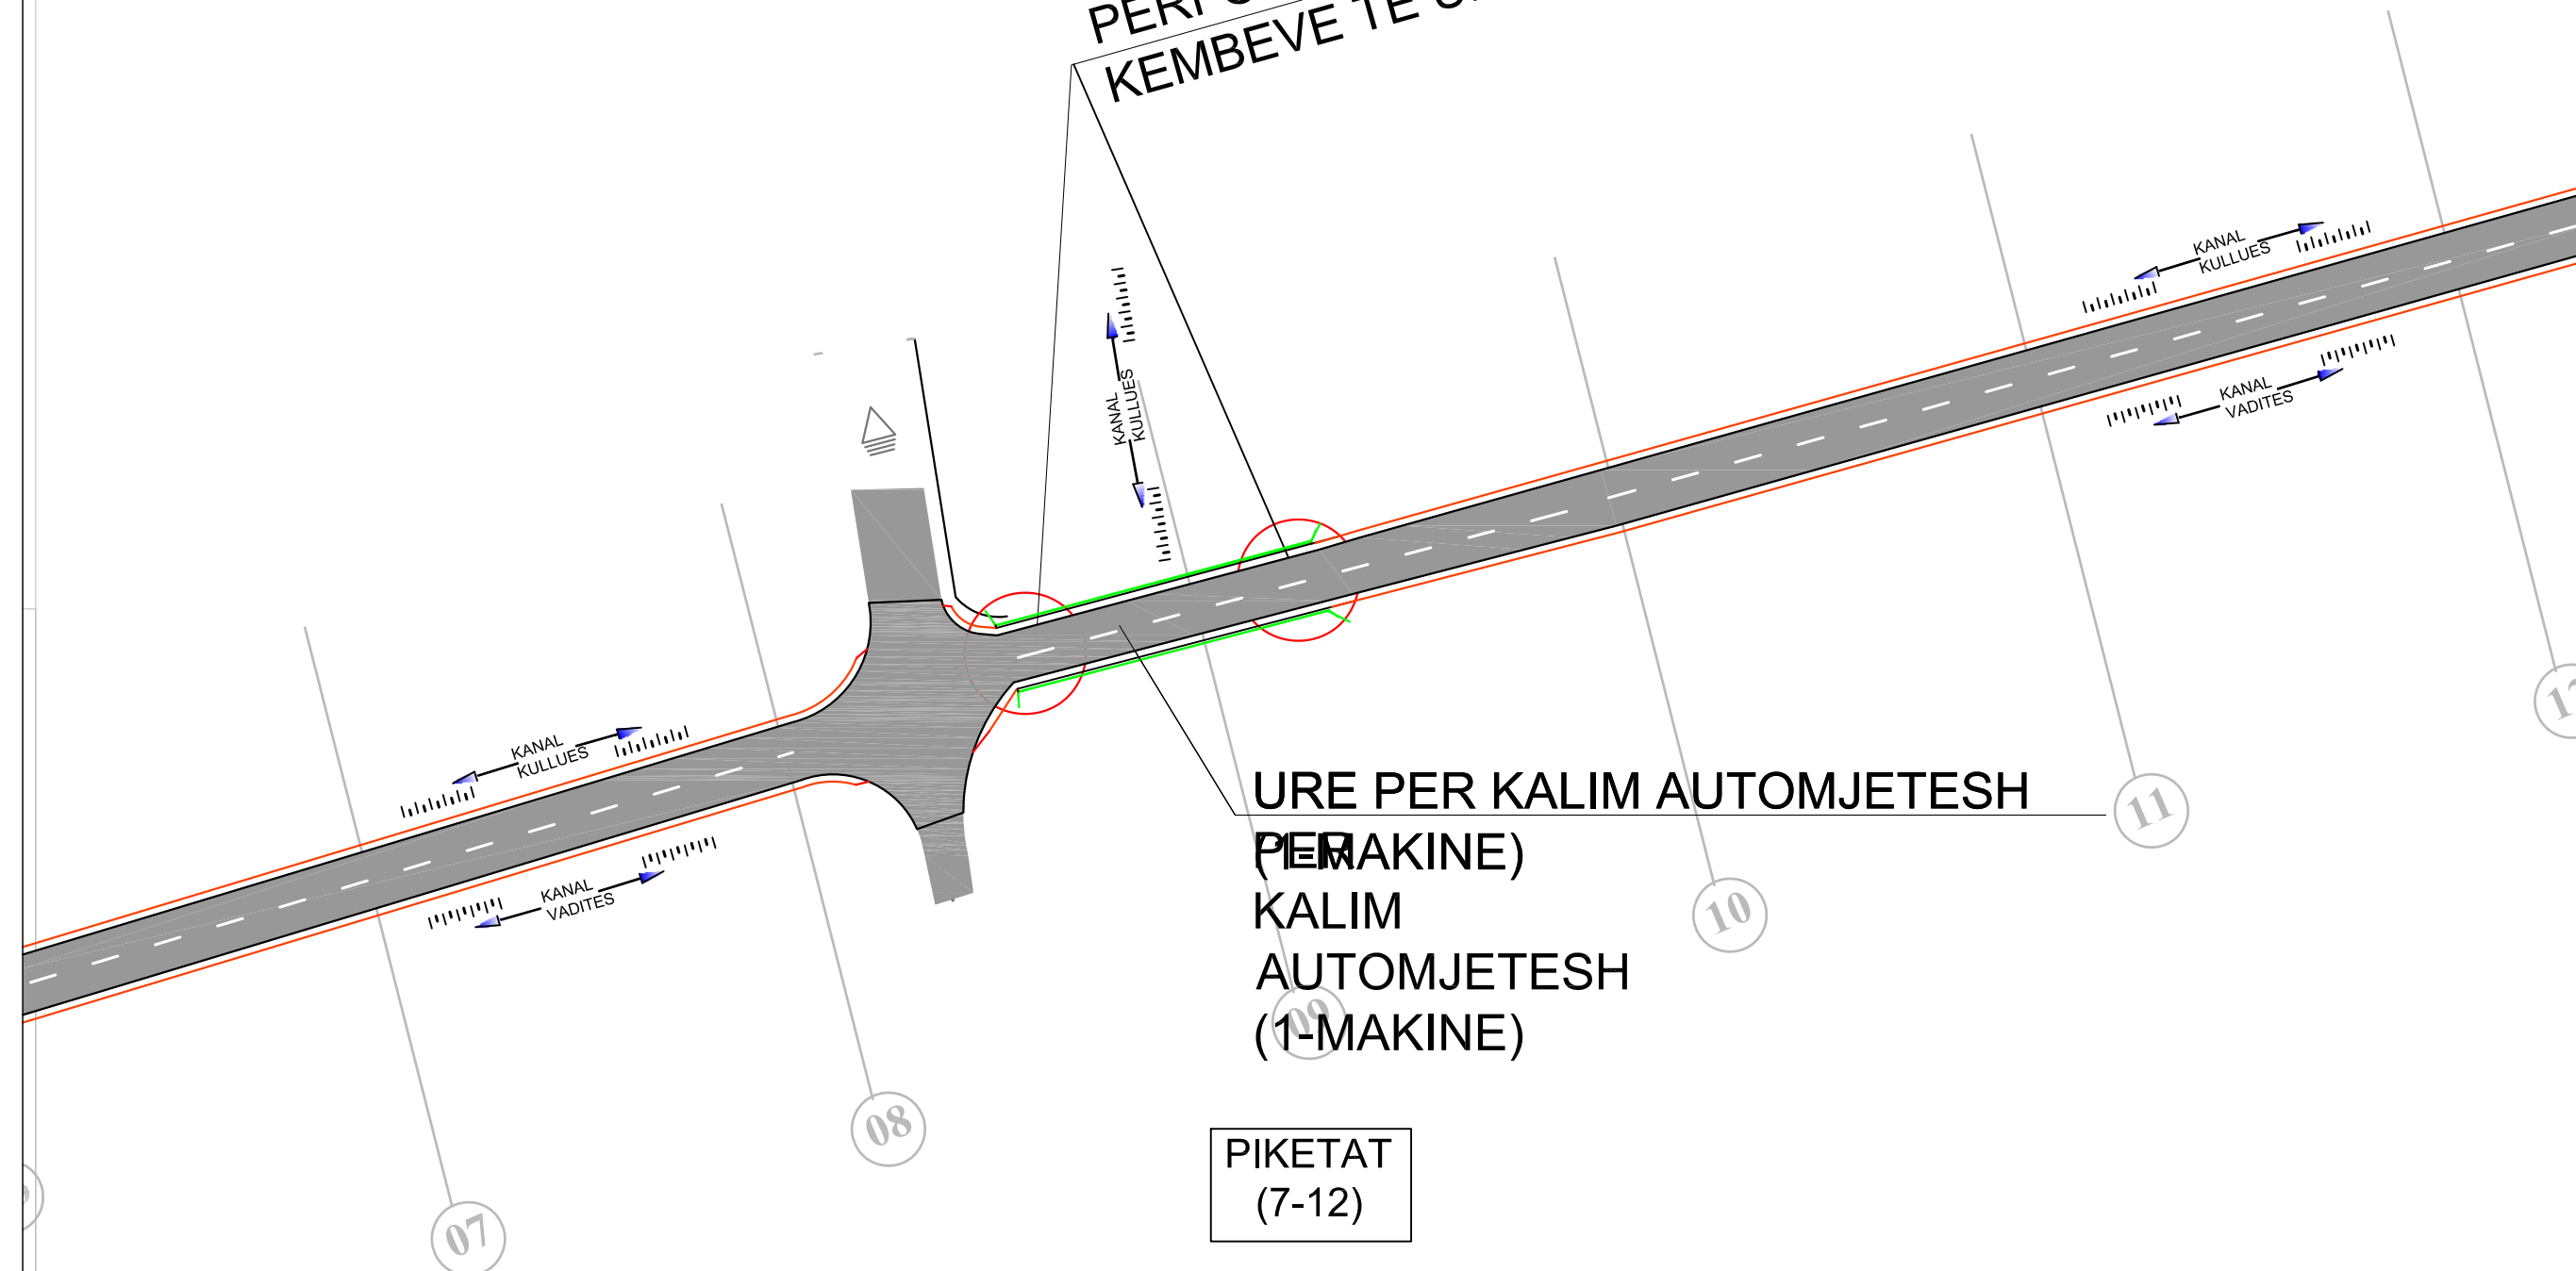 KEMBEVE TE
KANAL
KULLUES
KANAL
VADITES
KANAL
KULLUES
KANAL
KULLUES
KANAL
VADITES
URE PER KALIM AUTOMJETESH
(1-MAKINE)
PER
KALIM
AUTOMJETESH
(1-MAKINE)
07
08
09
10
11
PIKETAT
(7-12)